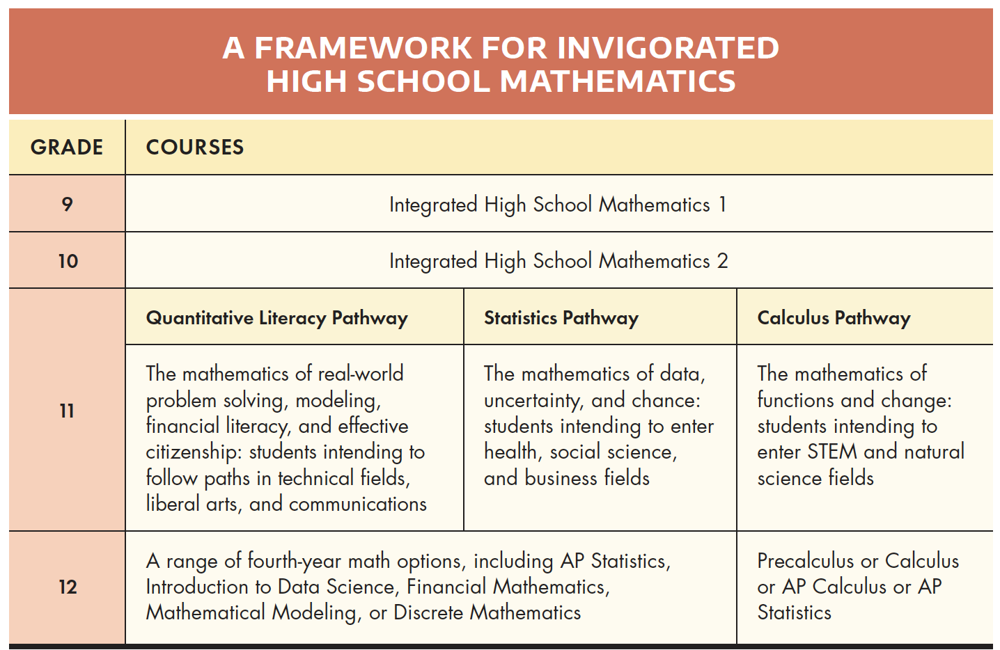 A FRAMEWORK FOR INVIGORATED
HIGH SCHOOL MATHEMATICS
GRADE
COURSES
9
Integrated High School Mathematics 1
10
Integrated High School Mathematics 2
11
Quantitative Literacy Pathway
The mathematics of real-world
problem solving, modeling,
financial literacy, and effective
citizenship: students intending to
follow paths in technical fields,
liberal arts, and communications
Statistics Pathway
The mathematics of data,
uncertainty, and chance:
students intending to enter
health, social science,
and business fields
Calculus Pathway
The mathematics of
functions and change:
students intending to
enter STEM and natural
science fields
12
A range of fourth-year math options, including AP Statistics,
Introduction to Data Science, Financial Mathematics,
Mathematical Modeling, or Discrete Mathematics
Precalculus or Calculus
or AP Calculus or AP
Statistics